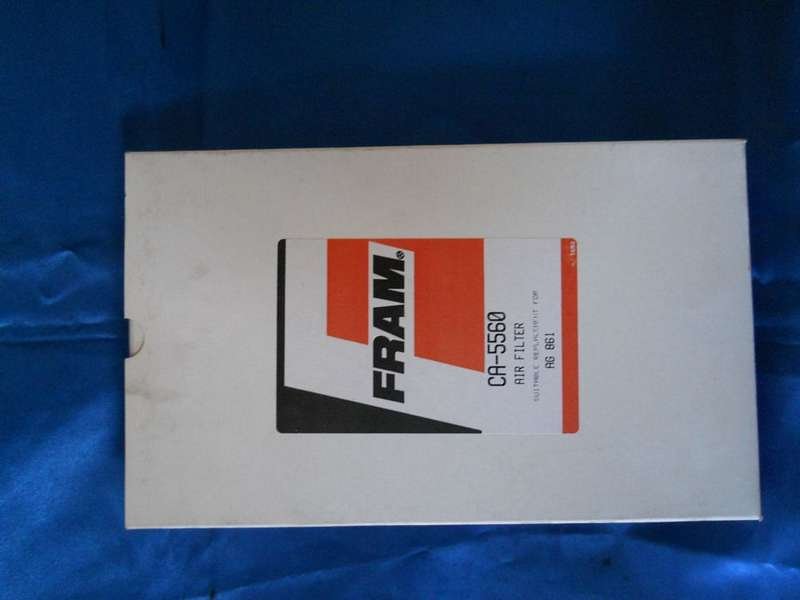 FRAM®
CA-5560
AIR FILTER
SUITABLE REPLACEMENT FOR
AG 861